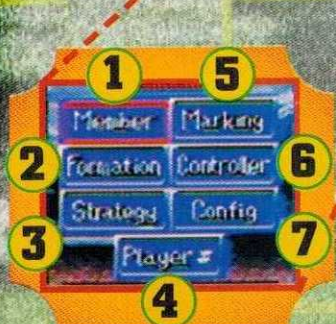 1 5
Member Marking
2 Formation Controller 6
3 Strategy Config 7
Player #
4